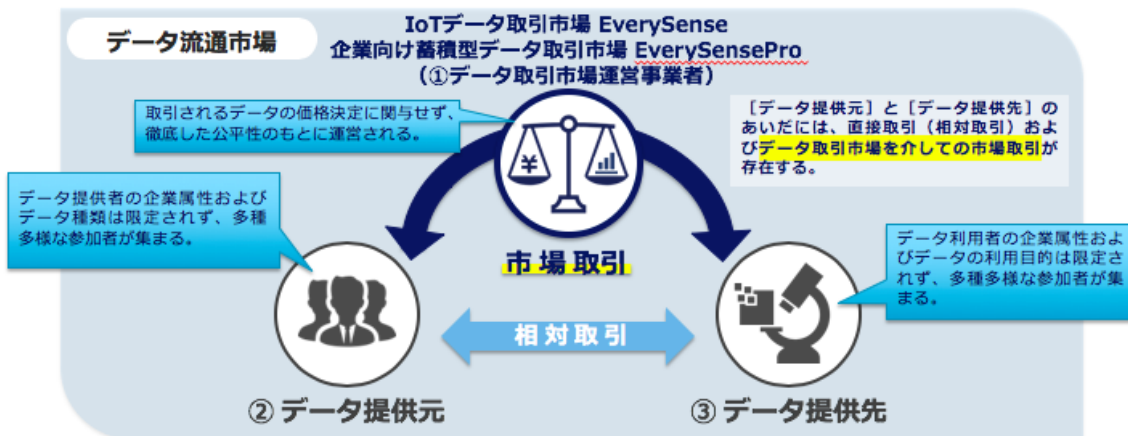 データ流通市場
IoTデータ取引市場 EverySense
企業向け蓄積型データ取引市場 EverySensePro
（①データ取引市場運営事業者）
取引されるデータの価格決定に関与せず、
徹底した公平性のもとに運営される。
［データ提供元］と［データ提供先］の
あいだには、直接取引（相対取引）およ
びデータ取引市場を介しての市場取引が
存在する。
¥
データ提供者の企業属性および
データ種類は限定されず、多種
多様な参加者が集まる。
市場取引
データ利用者の企業属性およ
びデータの利用目的は限定さ
れず、多種多様な参加者が集
まる。
相対取引
② データ提供元
③ データ提供先